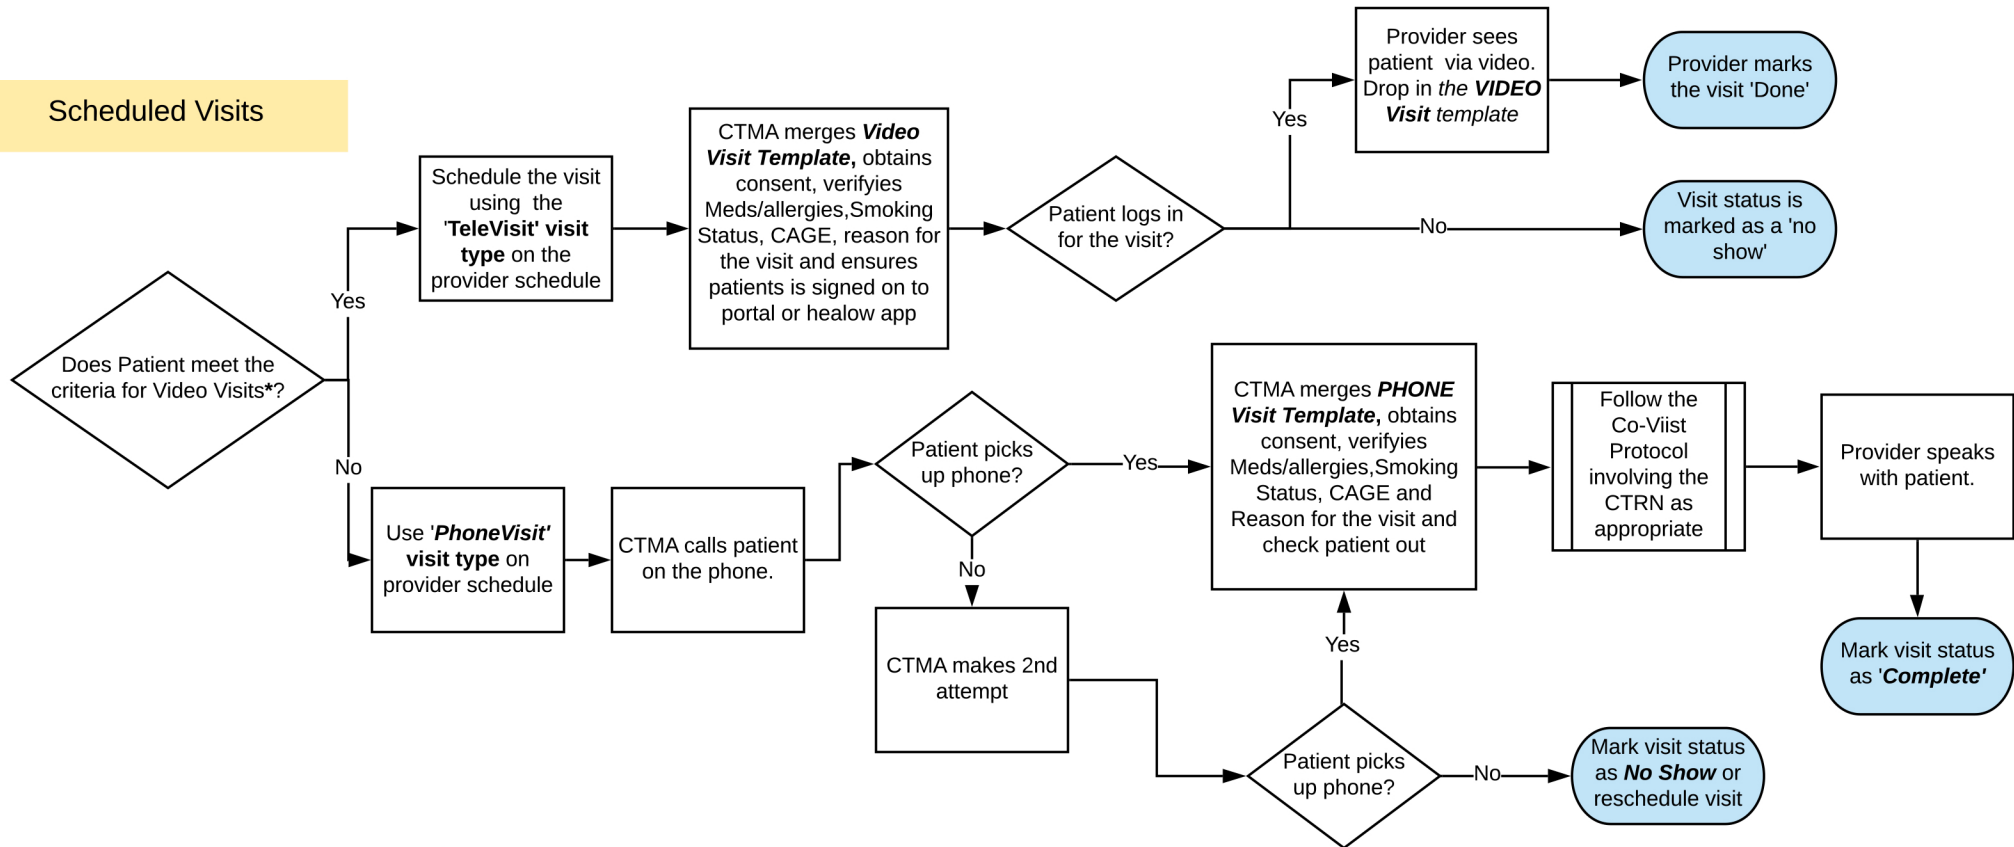 Scheduled Visits
Does Patient meet the
criteria for Video Visits*?
Yes
No
Schedule the visit
using the
'TeleVisit' visit
type on the
provider schedule
CTMA merges Video
Visit Template, obtains
consent, verifyies
Meds/allergies,Smoking
Status, CAGE, reason for
the visit and ensures
patients is signed on to
portal or healow app
Patient logs in
for the visit?
Yes
No
Provider sees
patient via video.
Drop in the VIDEO
Visit template
Provider marks
the visit 'Done'
Visit status is
marked as a 'no
show'
Use 'PhoneVisit'
visit type on
provider schedule
CTMA calls patient
on the phone.
Patient picks
up phone?
Yes
No
CTMA makes 2nd
attempt
CTMA merges PHONE
Visit Template, obtains
consent, verifyies
Meds/allergies,Smoking
Status, CAGE and
Reason for the visit and
check patient out
Yes
Patient picks
up phone?
No
Mark visit status
as No Show or
reschedule visit
Follow the
Co-Viist
Protocol
involving the
CTRN as
appropriate
Provider speaks
with patient.
Mark visit status
as 'Complete'